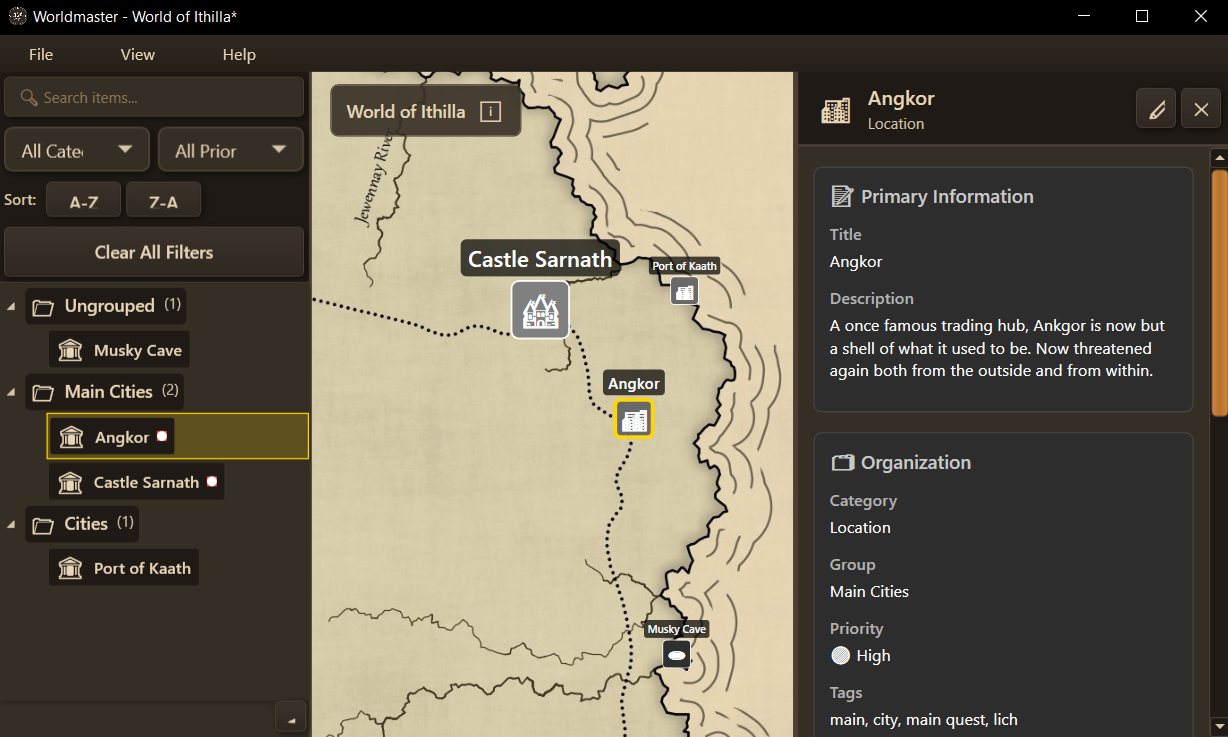 Worldmaster - World of Ithilla*
File View Help
Search items...
All Cate All Prior
Sort: A-Z Z-A
Clear All Filters
Ungrouped (1)
Musky Cave
Main Cities (2)
Angkor
Castle Sarnath
Cities (1)
Port of Kaath
World of Ithilla i
Jewennay River
Castle Sarnath
Port of Kaath
Angkor
Musky Cave
Angkor
Location
Primary Information
Title
Angkor
Description
A once famous trading hub, Ankgor is now but
a shell of what it used to be. Now threatened
again both from the outside and from within.
Organization
Category
Location
Group
Main Cities
Priority
High
Tags
main, city, main quest, lich